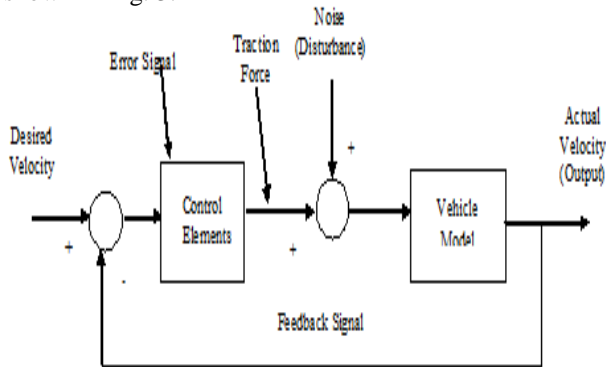 Noise
(Disturbance)
Traction
Force
Error Signal
Desired
Velocity
Actual
Velocity
(Output)
+
Control
Elements
Vehicle
Model
+
+
-
Feedback Signal